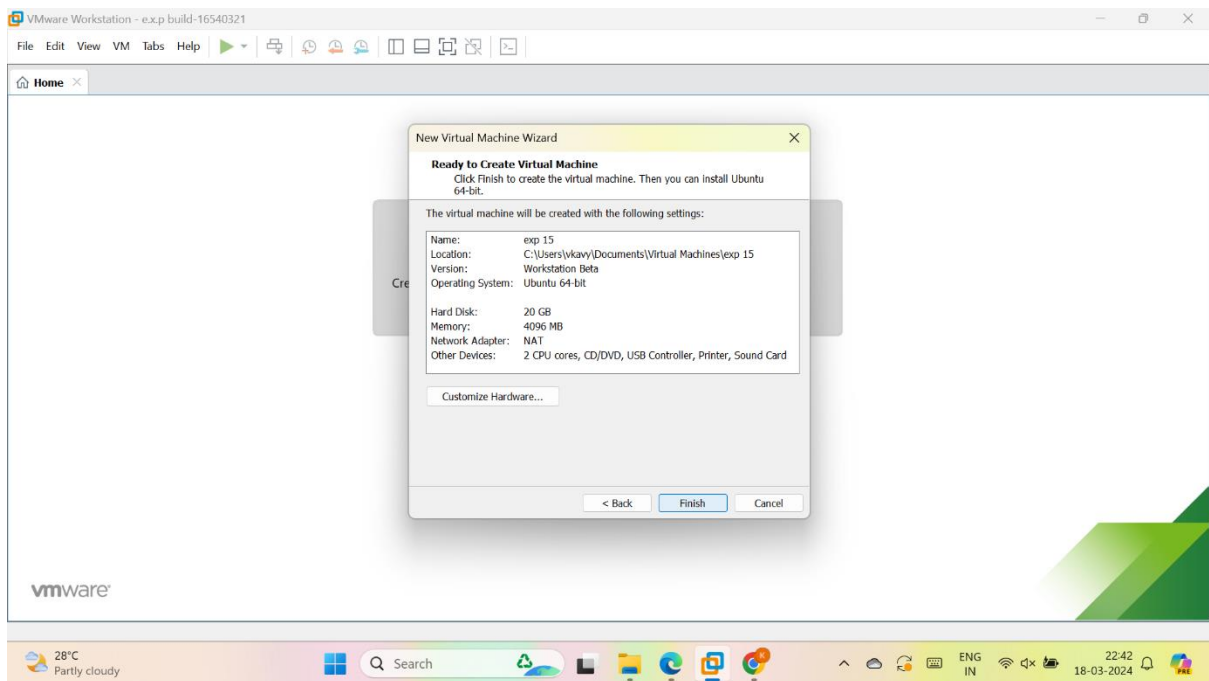 VMware Workstation - e.x.p build-16540321
File Edit View VM Tabs Help
Home
New Virtual Machine Wizard
Ready to Create Virtual Machine
Click Finish to create the virtual machine. Then you can install Ubuntu
64-bit.
The virtual machine will be created with the following settings:
Name: exp 15
Location: C:\Users\vkavy\Documents\Virtual Machines\exp 15
Version: Workstation Beta
Cre
Operating System: Ubuntu 64-bit
Hard Disk: 20 GB
Memory: 4096 MB
Network Adapter: NAT
Other Devices: 2 CPU cores, CD/DVD, USB Controller, Printer, Sound Card
Customize Hardware...
< Back Finish Cancel
vmware
28°C
Partly cloudy
Search
K
ENG
IN
22:42
18-03-2024
PRE